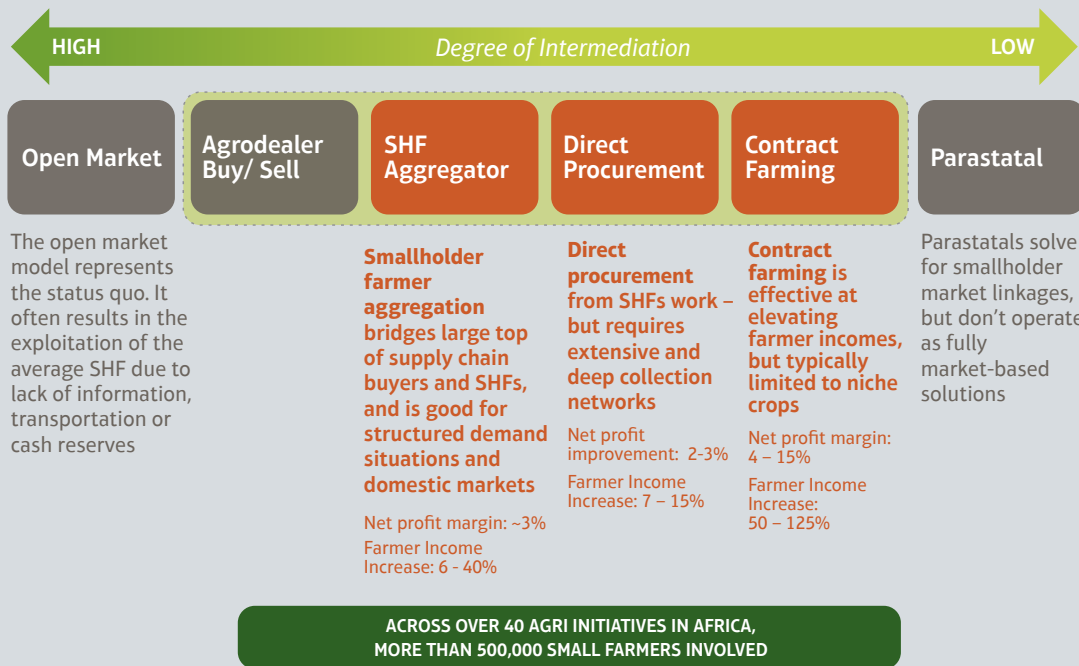 HIGH
Degree of Intermediation
LOW
Open Market
Agrodealer
Buy/ Sell
SHF
Aggregator
Direct
Procurement
Contract
Farming
Parastatal
The open market
model represents
the status quo. It
often results in the
exploitation of the
average SHF due to
lack of information,
transportation or
cash reserves
Smallholder
farmer
aggregation
bridges large top
of supply chain
buyers and SHFs,
and is good for
structured demand
situations and
domestic markets
Net profit margin: ~3%
Farmer Income
Increase: 6 - 40%
Direct
procurement
from SHFs work –
but requires
extensive and
deep collection
networks
Net profit
improvement: 2-3%
Farmer Income
Increase: 7 – 15%
Contract
farming is
effective at
elevating
farmer incomes,
but typically
limited to niche
crops
Net profit margin:
4 – 15%
Farmer Income
Increase:
50 – 125%
Parastatals solve
for smallholder
market linkages,
but don’t operate
as fully
market-based
solutions
ACROSS OVER 40 AGRI INITIATIVES IN AFRICA,
MORE THAN 500,000 SMALL FARMERS INVOLVED